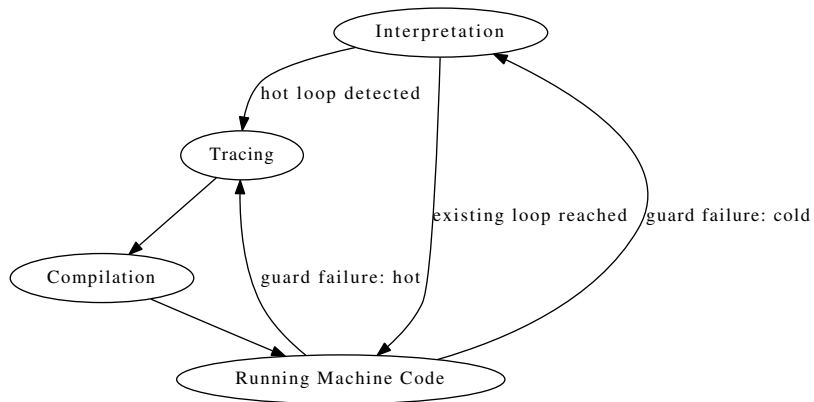 Interpretation
hot loop detected
Tracing
existing loop reached
guard failure: cold
Compilation
guard failure: hot
Running Machine Code